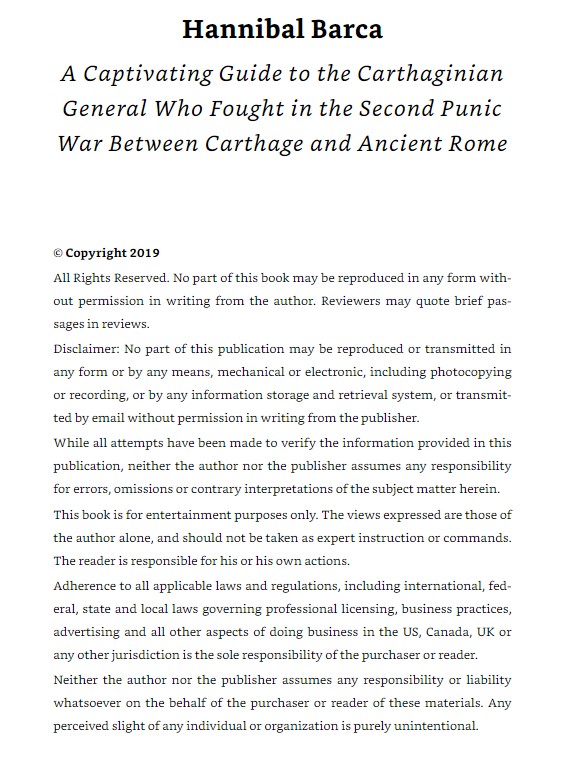 Hannibal Barca
A Captivating Guide to the Carthaginian
General Who Fought in the Second Punic
War Between Carthage and Ancient Rome
© Copyright 2019
All Rights Reserved. No part of this book may be reproduced in any form with-
out permission in writing from the author. Reviewers may quote brief pas-
sages in reviews.
Disclaimer: No part of this publication may be reproduced or transmitted in
any form or by any means, mechanical or electronic, including photocopying
or recording, or by any information storage and retrieval system, or transmit-
ted by email without permission in writing from the publisher.
While all attempts have been made to verify the information provided in this
publication, neither the author nor the publisher assumes any responsibility
for errors, omissions or contrary interpretations of the subject matter herein.
This book is for entertainment purposes only. The views expressed are those of
the author alone, and should not be taken as expert instruction or commands.
The reader is responsible for his or his own actions.
Adherence to all applicable laws and regulations, including international, fed-
eral, state and local laws governing professional licensing, business practices,
advertising and all other aspects of doing business in the US, Canada, UK or
any other jurisdiction is the sole responsibility of the purchaser or reader.
Neither the author nor the publisher assumes any responsibility or liability
whatsoever on the behalf of the purchaser or reader of these materials. Any
perceived slight of any individual or organization is purely unintentional.